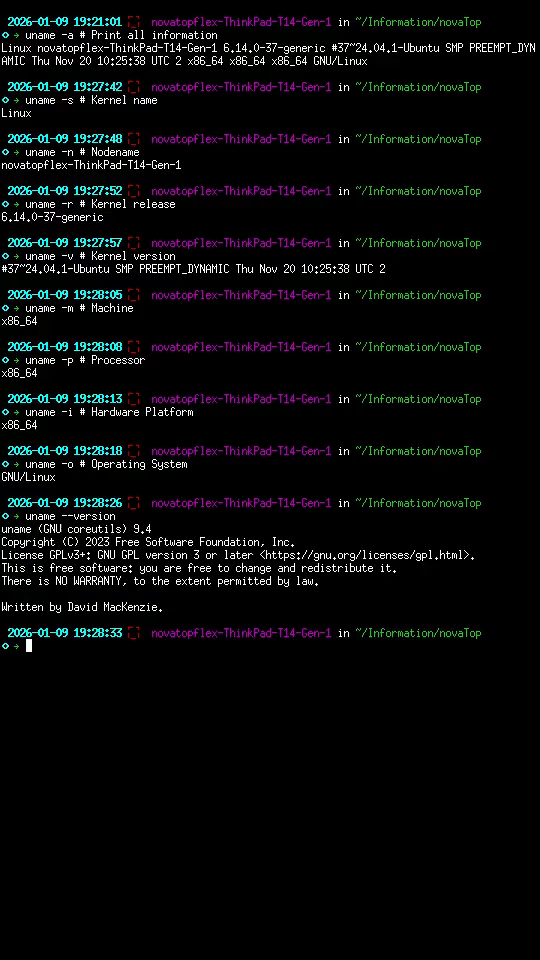 2026-01-09 19:21:01 novatopflex-ThinkPad-T14-Gen-1 in ~/Information/novaTop
◇ → uname -a # Print all information
Linux novatopflex-ThinkPad-T14-Gen-1 6.14.0-37-generic #37~24.04.1-Ubuntu SMP PREEMPT_DYN
AMIC Thu Nov 20 10:25:38 UTC 2 x86_64 x86_64 x86_64 GNU/Linux
2026-01-09 19:27:42 novatopflex-ThinkPad-T14-Gen-1 in ~/Information/novaTop
◇ → uname -s # Kernel name
Linux
2026-01-09 19:27:48 novatopflex-ThinkPad-T14-Gen-1 in ~/Information/novaTop
◇ → uname -n # Nodename
novatopflex-ThinkPad-T14-Gen-1
2026-01-09 19:27:52 novatopflex-ThinkPad-T14-Gen-1 in ~/Information/novaTop
◇ → uname -r # Kernel release
6.14.0-37-generic
2026-01-09 19:27:57 novatopflex-ThinkPad-T14-Gen-1 in ~/Information/novaTop
◇ → uname -v # Kernel version
#37~24.04.1-Ubuntu SMP PREEMPT_DYNAMIC Thu Nov 20 10:25:38 UTC 2
2026-01-09 19:28:05 novatopflex-ThinkPad-T14-Gen-1 in ~/Information/novaTop
◇ → uname -m # Machine
x86_64
2026-01-09 19:28:08 novatopflex-ThinkPad-T14-Gen-1 in ~/Information/novaTop
◇ → uname -p # Processor
x86_64
2026-01-09 19:28:13 novatopflex-ThinkPad-T14-Gen-1 in ~/Information/novaTop
◇ → uname -i # Hardware Platform
x86_64
2026-01-09 19:28:18 novatopflex-ThinkPad-T14-Gen-1 in ~/Information/novaTop
◇ → uname -o # Operating System
GNU/Linux
2026-01-09 19:28:26 novatopflex-ThinkPad-T14-Gen-1 in ~/Information/novaTop
◇ → uname --version
uname (GNU coreutils) 9.4
Copyright (C) 2023 Free Software Foundation, Inc.
License GPLv3+: GNU GPL version 3 or later <https://gnu.org/licenses/gpl.html>.
This is free software: you are free to change and redistribute it.
There is NO WARRANTY, to the extent permitted by law.
Written by David MacKenzie.
2026-01-09 19:28:33 novatopflex-ThinkPad-T14-Gen-1 in ~/Information/novaTop
◇ →